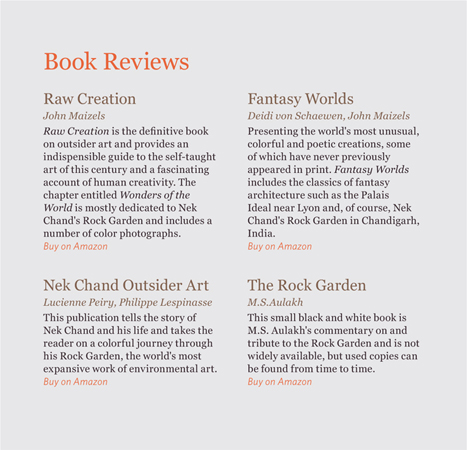 Book Reviews
Raw Creation
John Maizels
Raw Creation is the definitive book
on outsider art and provides an
indispensible guide to the self-taught
art of this century and a fascinating
account of human creativity. The
chapter entitled Wonders of the
World is mostly dedicated to Nek
Chand's Rock Garden and includes a
number of color photographs.
Buy on Amazon
Fantasy Worlds
Deidi von Schaewen, John Maizels
Presenting the world's most unusual,
colorful and poetic creations, some
of which have never previously
appeared in print. Fantasy Worlds
includes the classics of fantasy
architecture such as the Palais
Ideal near Lyon and, of course, Nek
Chand's Rock Garden in Chandigarh,
India.
Buy on Amazon
Nek Chand Outsider Art
Lucienne Peiry, Philippe Lespinasse
This publication tells the story of
Nek Chand and his life and takes the
reader on a colorful journey through
his Rock Garden, the world's most
expansive work of environmental art.
Buy on Amazon
The Rock Garden
M.S.Aulakh
This small black and white book is
M.S. Aulakh's commentary on and
tribute to the Rock Garden and is not
widely available, but used copies can
be found from time to time.
Buy on Amazon